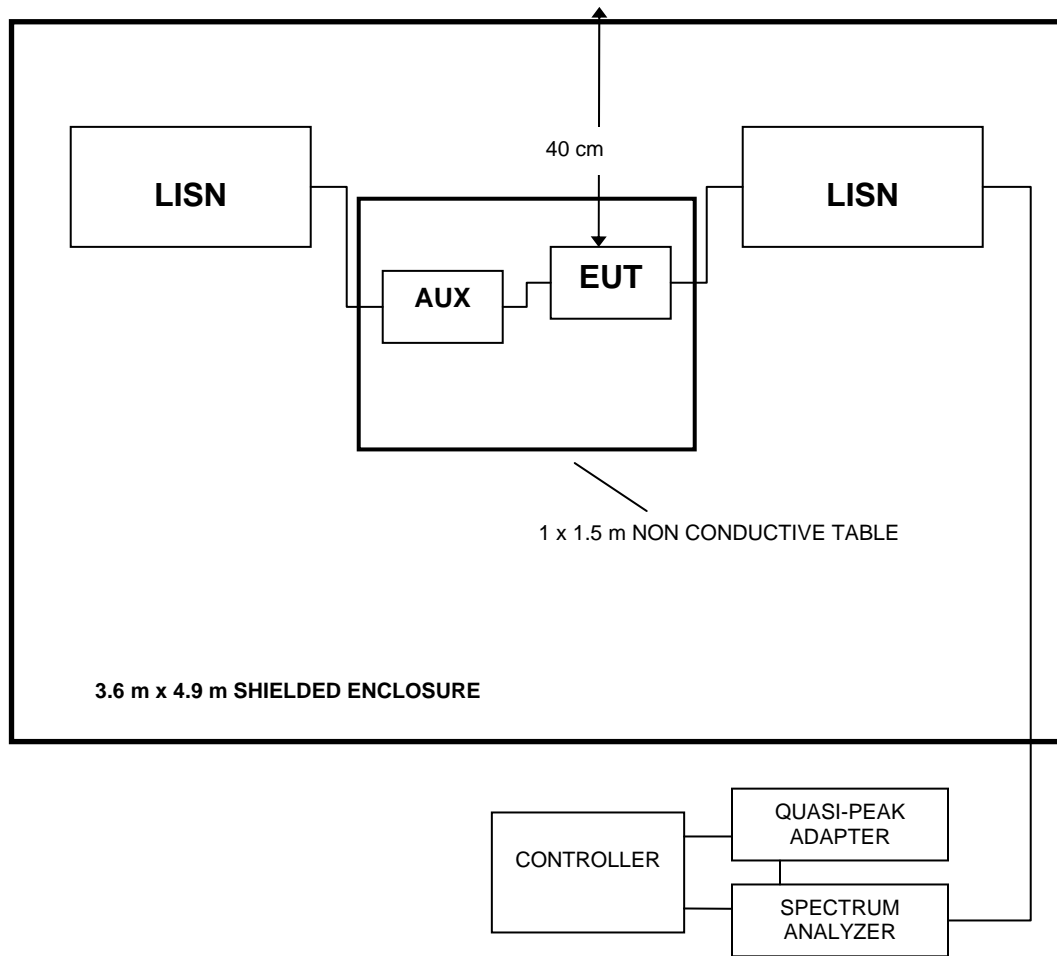 40 cm
LISN
LISN
AUX
EUT
1 x 1.5 m NON CONDUCTIVE TABLE
3.6 m x 4.9 m SHIELDED ENCLOSURE
CONTROLLER
QUASI-PEAK
ADAPTER
SPECTRUM
ANALYZER